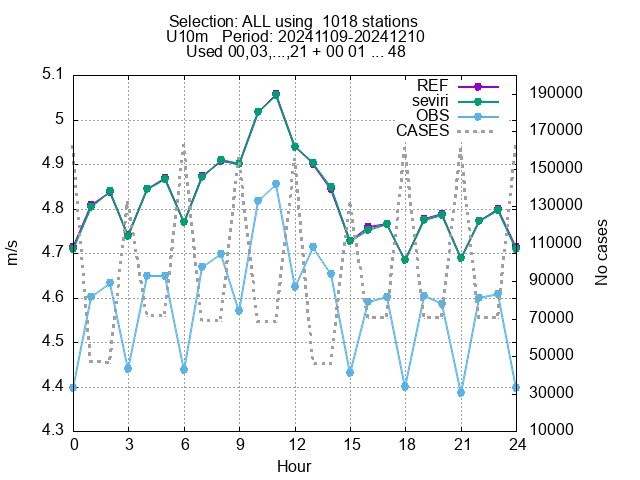 Selection: ALL using  1018 stations
U10m   Period: 20241109-20241210
Used 00,03,...,21 + 00 01 ... 48
REF
seviri
OBS
CASES
5.1
5
4.9
4.8
4.7
4.6
4.5
4.4
4.3
m/s
190000
170000
150000
130000
110000
90000
70000
50000
30000
10000
No cases
0 3 6 9 12 15 18 21 24
Hour